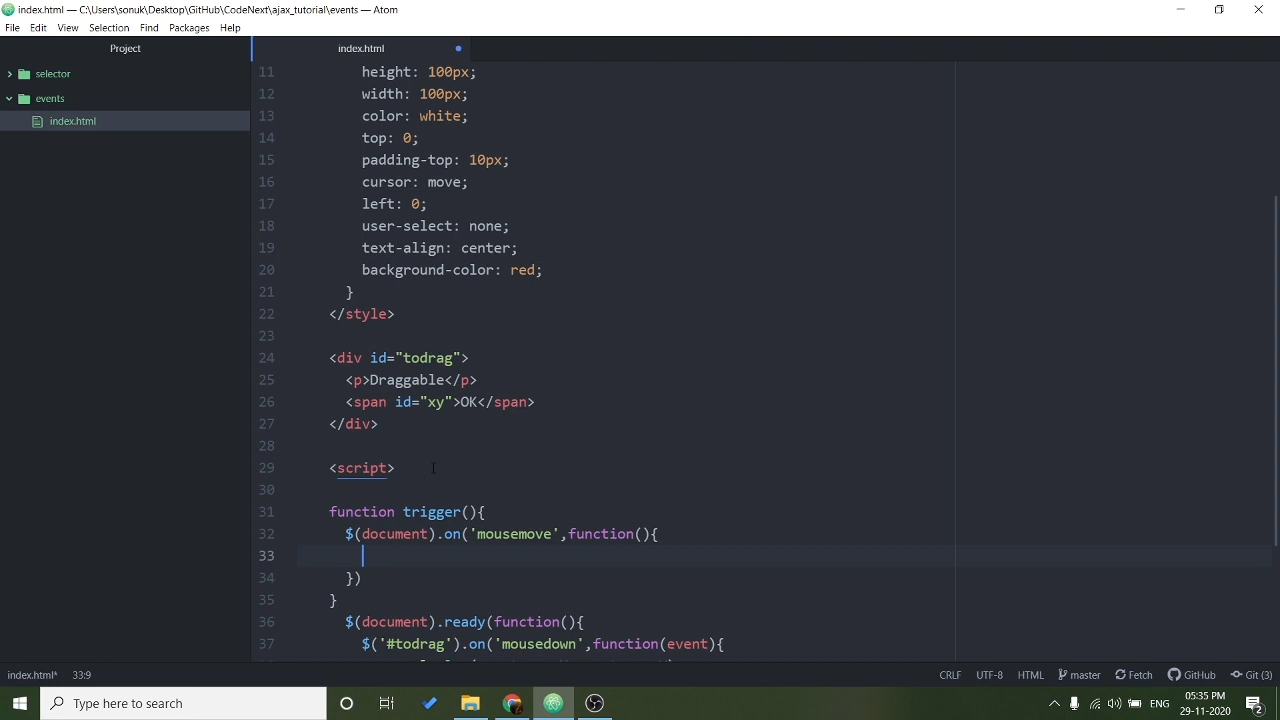 index.html — C:\Users\sonuk\Desktop\GitHub\CodeNext\ajax_tutorial\events — Atom
File Edit View Selection Find Packages Help
Project
selector
events
index.html
index.html
11 height: 100px;
12 width: 100px;
13 color: white;
14 top: 0;
15 padding-top: 10px;
16 cursor: move;
17 left: 0;
18 user-select: none;
19 text-align: center;
20 background-color: red;
21 }
22 </style>
23
24 <div id="todrag">
25 <p>Draggable</p>
26 <span id="xy">OK</span>
27 </div>
28
29 <script>
30
31 function trigger(){
32 $(document).on('mousemove',function(){
33
34 })
35 }
36 $(document).ready(function(){
37 $('#todrag').on('mousedown',function(event){
index.html* 33:9 CRLF UTF-8 HTML master Fetch GitHub Git (3)
Type here to search
ENG
05:35 PM
29-11-2020
2